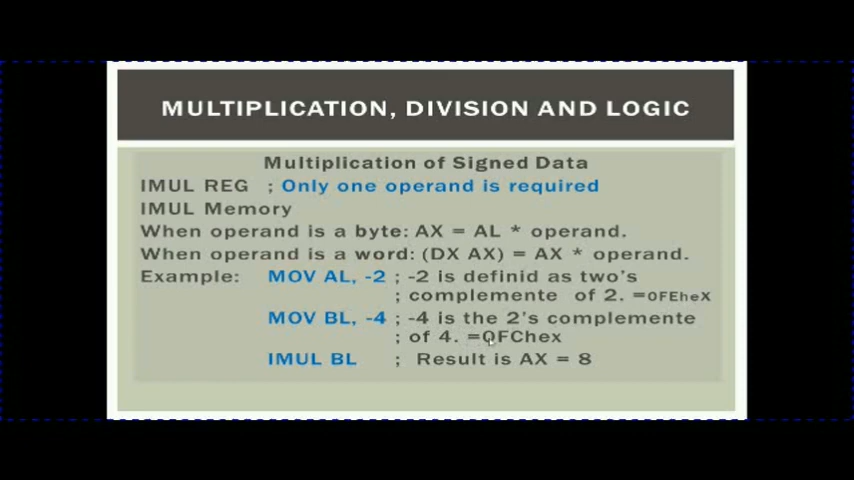 MULTIPLICATION, DIVISION AND LOGIC
Multiplication of Signed Data
IMUL REG ; Only one operand is required
IMUL Memory
When operand is a byte: AX = AL * operand.
When operand is a word: (DX AX) = AX * operand.
Example: MOV AL, -2 ; -2 is definid as two's
; complemente of 2. =0FEheX
MOV BL, -4 ; -4 is the 2's complemente
; of 4. =0FChex
IMUL BL ; Result is AX = 8